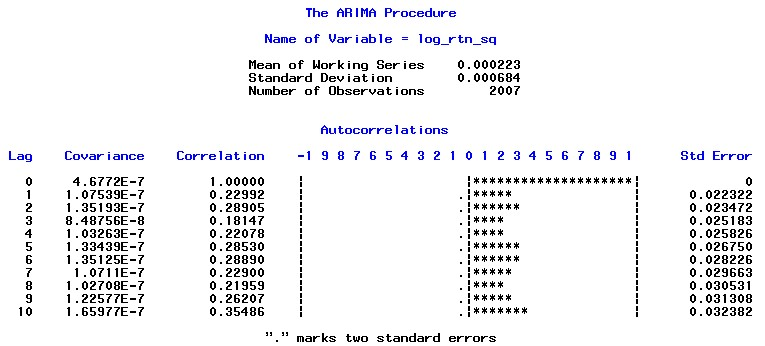 The ARIMA Procedure
Name of Variable = log_rtn_sq
Mean of Working Series 0.000223
Standard Deviation 0.000684
Number of Observations 2007
Autocorrelations
Lag Covariance Correlation -1 9 8 7 6 5 4 3 2 1 0 1 2 3 4 5 6 7 8 9 1 Std Error
0 4.6772E-7 1.00000 | |********************| 0
1 1.07539E-7 0.22992 | .|***** | 0.022322
2 1.35193E-7 0.28905 | .|****** | 0.023472
3 8.48756E-8 0.18147 | .|**** | 0.025183
4 1.03263E-7 0.22078 | .|**** | 0.025826
5 1.33439E-7 0.28530 | .|****** | 0.026750
6 1.35125E-7 0.28890 | .|****** | 0.028226
7 1.0711E-7 0.22900 | .|***** | 0.029663
8 1.02708E-7 0.21959 | .|**** | 0.030531
9 1.22577E-7 0.26207 | .|***** | 0.031308
10 1.65977E-7 0.35486 | .|******* | 0.032382
"." marks two standard errors